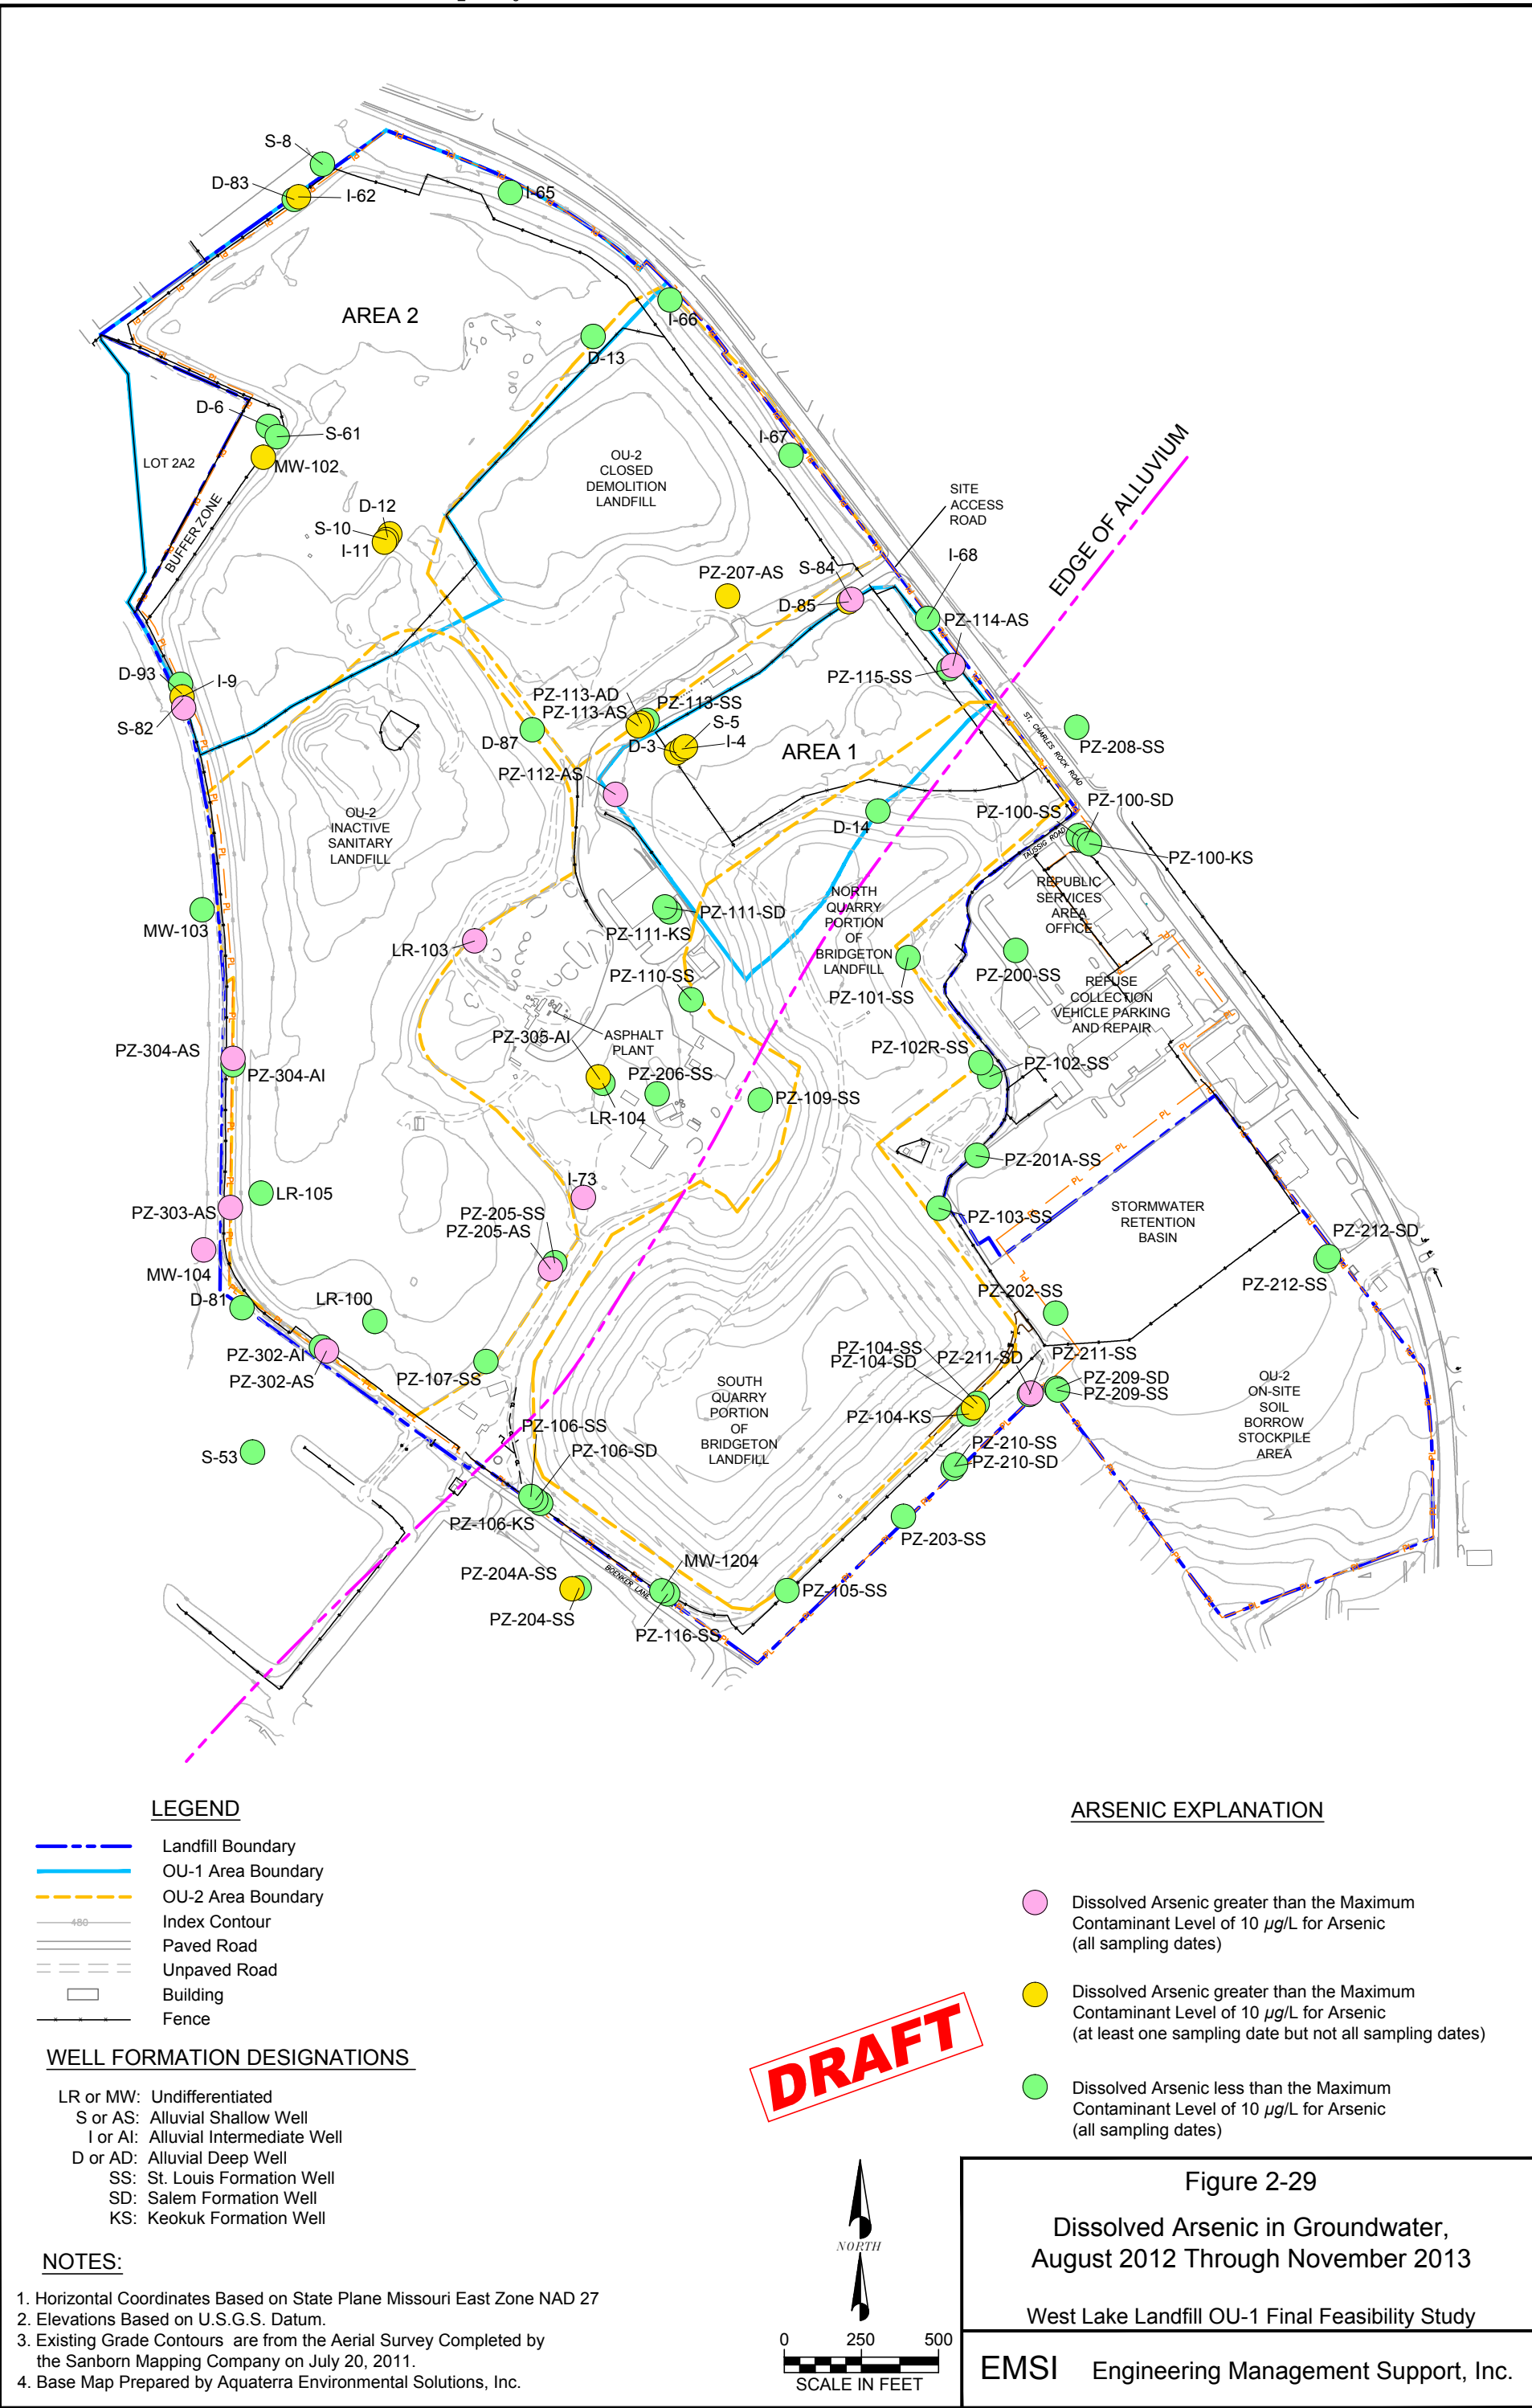 S-8
D-83
I-62
I-65
AREA 2
I-66
D-13
D-6
S-61
LOT 2A2
MW-102
BUFFER ZONE
OU-2
CLOSED
DEMOLITION
LANDFILL
I-67
SITE
ACCESS
ROAD
EDGE OF ALLUVIUM
D-12
S-10
I-11
PZ-207-AS
S-84
D-85
I-68
PZ-114-AS
PZ-115-SS
D-93
I-9
S-82
PZ-113-AD
PZ-113-SS
PZ-113-AS
S-5
D-3
I-4
D-87
AREA 1
PZ-112-AS
ST. CHARLES ROCK ROAD
PZ-208-SS
D-14
PZ-100-SS
PZ-100-SD
TAUSSIG ROAD
PZ-100-KS
OU-2
INACTIVE
SANITARY
LANDFILL
REPUBLIC
SERVICES
AREA
OFFICE
NORTH
QUARRY
PORTION
OF
BRIDGETON
LANDFILL
MW-103
LR-103
PZ-111-SD
PZ-111-KS
PZ-110-SS
PZ-101-SS
PZ-200-SS
REFUSE
COLLECTION
VEHICLE PARKING
AND REPAIR
PZ-304-AS
PZ-304-AI
PZ-305-AI
ASPHALT
PLANT
PZ-206-SS
LR-104
PZ-109-SS
PZ-102R-SS
PZ-102-SS
PZ-201A-SS
LR-105
PZ-303-AS
I-73
PZ-205-SS
PZ-205-AS
PZ-103-SS
STORMWATER
RETENTION
BASIN
PZ-212-SD
PZ-212-SS
MW-104
D-81
LR-100
PZ-202-SS
PZ-302-AI
PZ-302-AS
PZ-107-SS
PZ-104-SS
PZ-104-SD
PZ-211-SD
PZ-211-SS
PZ-209-SD
PZ-209-SS
PZ-104-KS
SOUTH
QUARRY
PORTION
OF
BRIDGETON
LANDFILL
OU-2
ON-SITE
SOIL
BORROW
STOCKPILE
AREA
PZ-106-SS
PZ-106-SD
S-53
PZ-210-SS
PZ-210-SD
PZ-106-KS
PZ-203-SS
MW-1204
PZ-204A-SS
BOENKER LANE
PZ-105-SS
PZ-204-SS
PZ-116-SS
LEGEND
Landfill Boundary
OU-1 Area Boundary
OU-2 Area Boundary
480
Index Contour
Paved Road
Unpaved Road
Building
Fence
WELL FORMATION DESIGNATIONS
LR or MW: Undifferentiated
S or AS: Alluvial Shallow Well
I or AI: Alluvial Intermediate Well
D or AD: Alluvial Deep Well
SS: St. Louis Formation Well
SD: Salem Formation Well
KS: Keokuk Formation Well
NOTES:
1. Horizontal Coordinates Based on State Plane Missouri East Zone NAD 27
2. Elevations Based on U.S.G.S. Datum.
3. Existing Grade Contours are from the Aerial Survey Completed by
the Sanborn Mapping Company on July 20, 2011.
4. Base Map Prepared by Aquaterra Environmental Solutions, Inc.
ARSENIC EXPLANATION
Dissolved Arsenic greater than the Maximum
Contaminant Level of 10 µg/L for Arsenic
(all sampling dates)
Dissolved Arsenic greater than the Maximum
Contaminant Level of 10 µg/L for Arsenic
(at least one sampling date but not all sampling dates)
Dissolved Arsenic less than the Maximum
Contaminant Level of 10 µg/L for Arsenic
(all sampling dates)
DRAFT
NORTH
0 250 500
SCALE IN FEET
Figure 2-29
Dissolved Arsenic in Groundwater,
August 2012 Through November 2013
West Lake Landfill OU-1 Final Feasibility Study
EMSI Engineering Management Support, Inc.